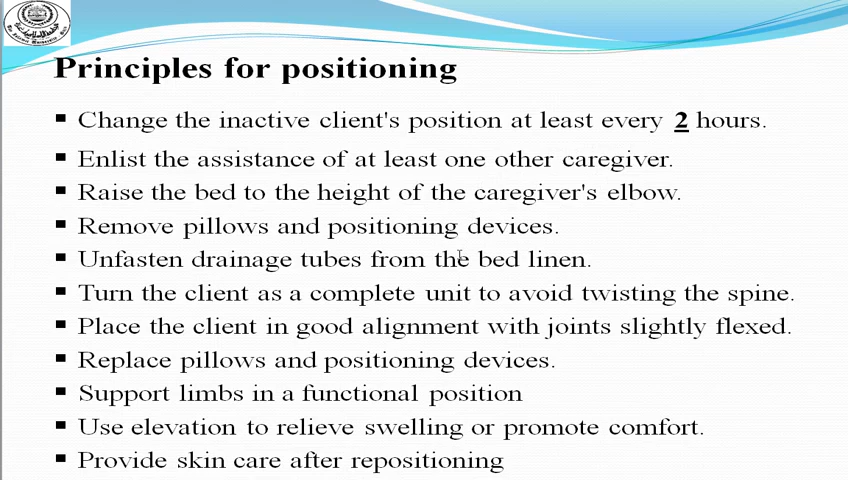 Principles for positioning
▪ Change the inactive client's position at least every 2 hours.
▪ Enlist the assistance of at least one other caregiver.
▪ Raise the bed to the height of the caregiver's elbow.
▪ Remove pillows and positioning devices.
▪ Unfasten drainage tubes from the bed linen.
▪ Turn the client as a complete unit to avoid twisting the spine.
▪ Place the client in good alignment with joints slightly flexed.
▪ Replace pillows and positioning devices.
▪ Support limbs in a functional position
▪ Use elevation to relieve swelling or promote comfort.
▪ Provide skin care after repositioning